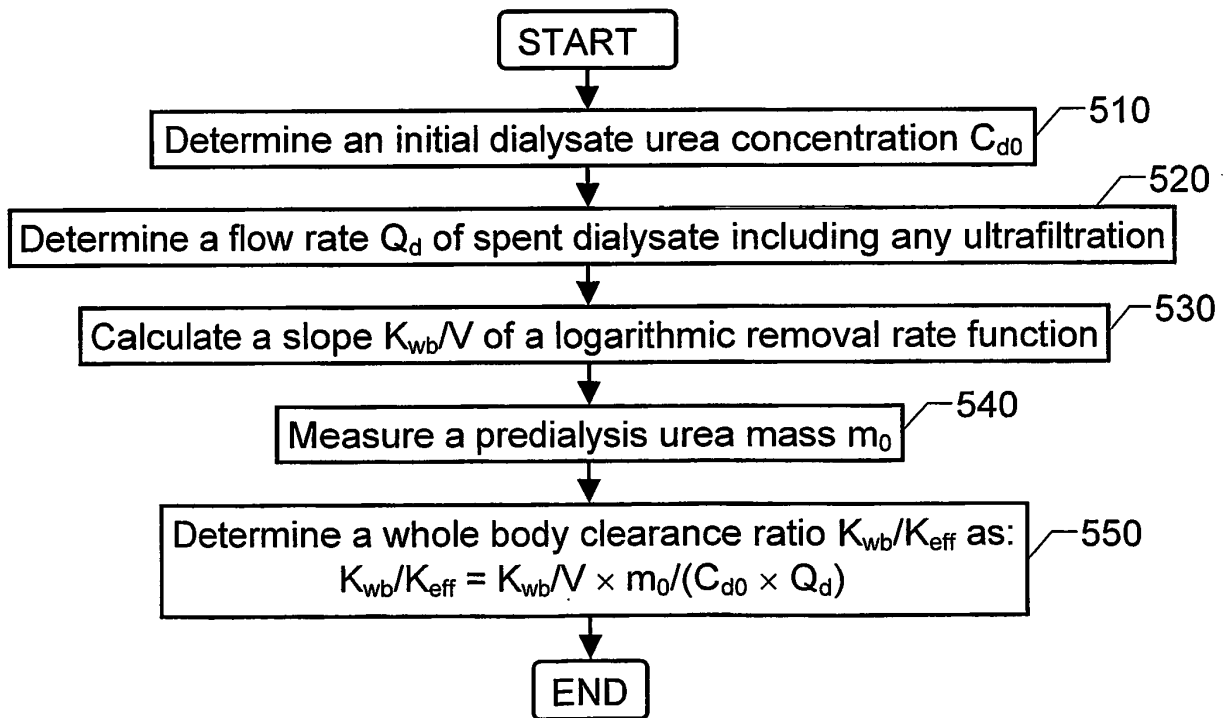 START
Determine an initial dialysate urea concentration C_d0
510
Determine a flow rate Q_d of spent dialysate including any ultrafiltration
520
Calculate a slope K_wb/V of a logarithmic removal rate function
530
Measure a predialysis urea mass m_0
540
Determine a whole body clearance ratio K_wb/K_eff as:
K_wb/K_eff = K_wb/V × m_0/(C_d0 × Q_d)
550
END